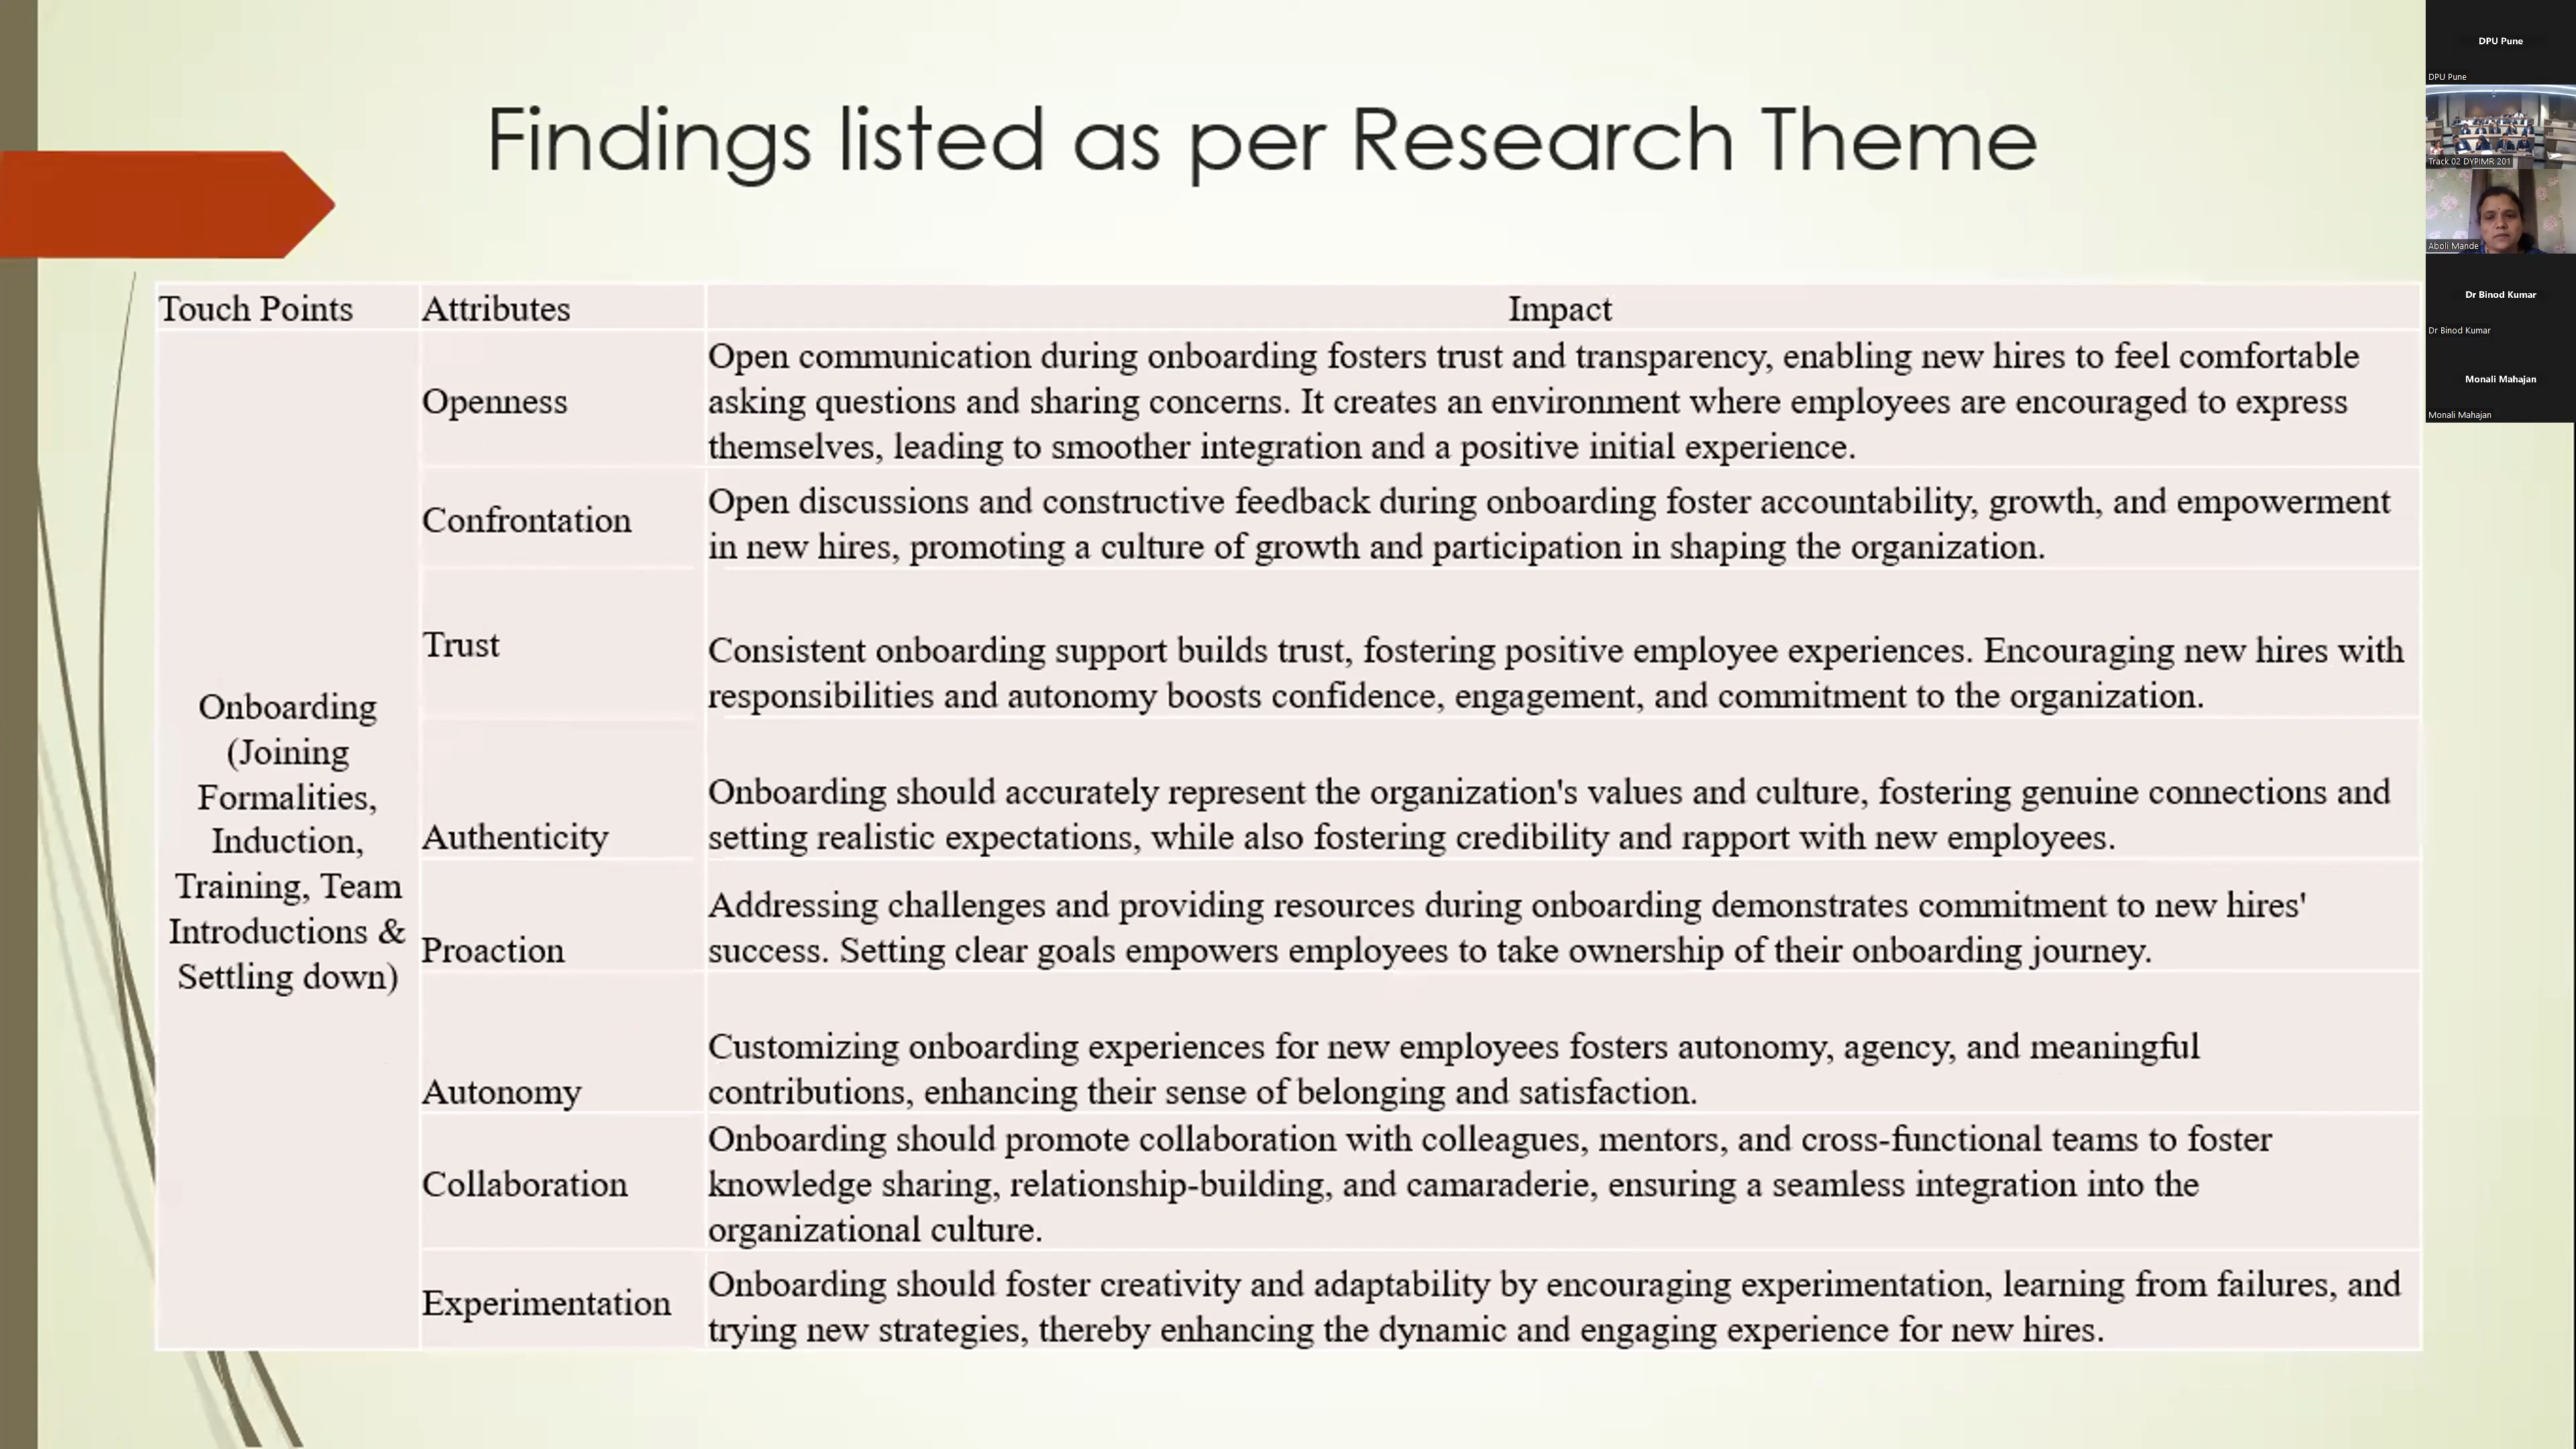 Findings listed as per Research Theme
Touch Points
Attributes
Impact
Onboarding
(Joining
Formalities,
Induction,
Training, Team
Introductions &
Settling down)
Openness
Open communication during onboarding fosters trust and transparency, enabling new hires to feel comfortable
asking questions and sharing concerns. It creates an environment where employees are encouraged to express
themselves, leading to smoother integration and a positive initial experience.
Confrontation
Open discussions and constructive feedback during onboarding foster accountability, growth, and empowerment
in new hires, promoting a culture of growth and participation in shaping the organization.
Trust
Consistent onboarding support builds trust, fostering positive employee experiences. Encouraging new hires with
responsibilities and autonomy boosts confidence, engagement, and commitment to the organization.
Authenticity
Onboarding should accurately represent the organization's values and culture, fostering genuine connections and
setting realistic expectations, while also fostering credibility and rapport with new employees.
Proaction
Addressing challenges and providing resources during onboarding demonstrates commitment to new hires'
success. Setting clear goals empowers employees to take ownership of their onboarding journey.
Autonomy
Customizing onboarding experiences for new employees fosters autonomy, agency, and meaningful
contributions, enhancing their sense of belonging and satisfaction.
Collaboration
Onboarding should promote collaboration with colleagues, mentors, and cross-functional teams to foster
knowledge sharing, relationship-building, and camaraderie, ensuring a seamless integration into the
organizational culture.
Experimentation
Onboarding should foster creativity and adaptability by encouraging experimentation, learning from failures, and
trying new strategies, thereby enhancing the dynamic and engaging experience for new hires.
DPU Pune
DPU Pune
Track 02 DYPIMR 201
Aboli Mande
Dr Binod Kumar
Dr Binod Kumar
Monali Mahajan
Monali Mahajan